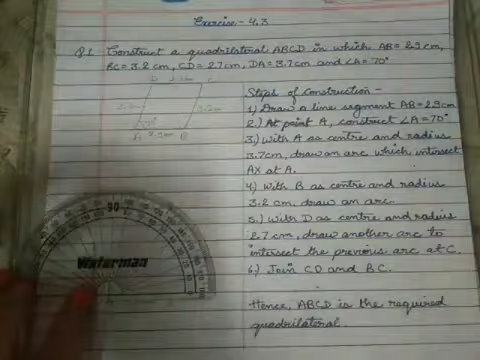 Exercise - 4.3
Q.1. Construct a quadrilateral ABCD in which AB = 2.9 cm,
BC = 3.2 cm, CD = 2.7 cm, DA = 3.7 cm and ∠A = 70°
Steps of construction -
1.) Draw a line segment AB = 2.9 cm
2.) At point A, construct ∠A = 70°
3.) With A as centre and radius
3.7 cm, draw an arc which intersect
AX at A.
4.) With B as centre and radius
3.2 cm, draw an arc.
5.) With D as centre and radius
2.7 cm, draw another arc to
intersect the previous arc at C.
6.) Join CD and BC.
Hence, ABCD is the required
quadrilateral.
D
3.2cm
A
B
90
Waterman